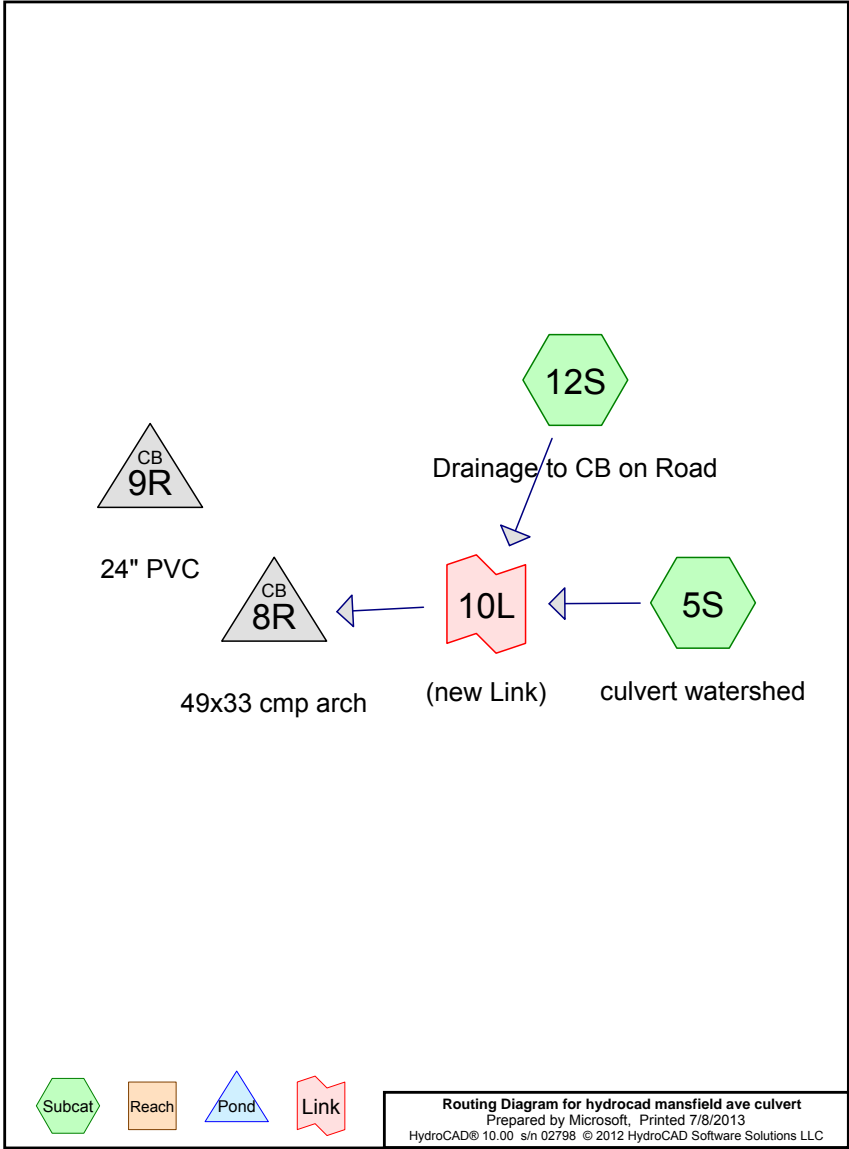 12S
Drainage to CB on Road
CB
9R
24" PVC
CB
8R
49x33 cmp arch
10L
(new Link)
5S
culvert watershed
Subcat
Reach
Pond
Link
Routing Diagram for hydrocad mansfield ave culvert
Prepared by Microsoft, Printed 7/8/2013
HydroCAD® 10.00 s/n 02798 © 2012 HydroCAD Software Solutions LLC